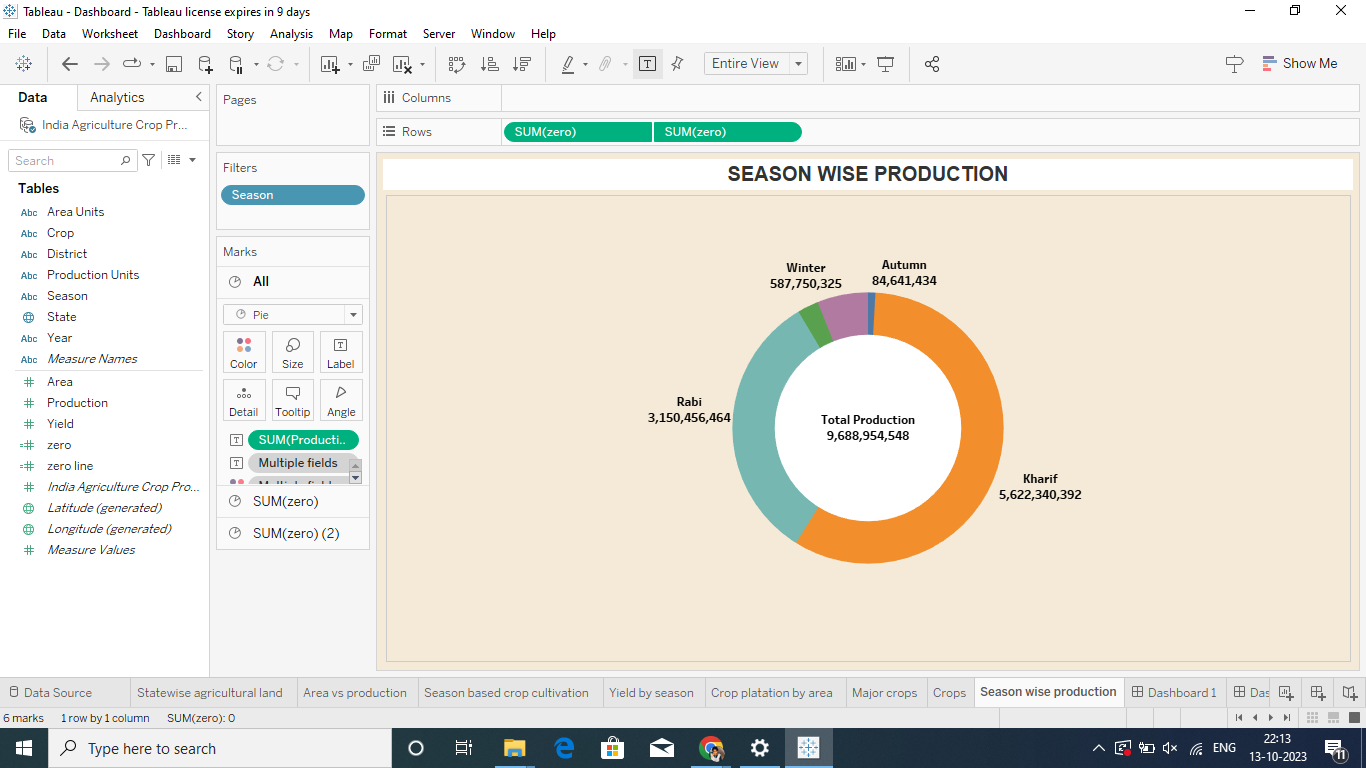 Tableau - Dashboard - Tableau license expires in 9 days
File Data Worksheet Dashboard Story Analysis Map Format Server Window Help
Entire View
Show Me
Data Analytics
India Agriculture Crop Pr...
Search
Tables
Abc Area Units
Abc Crop
Abc District
Abc Production Units
Abc Season
State
Abc Year
Abc Measure Names
# Area
# Production
# Yield
=# zero
=# zero line
# India Agriculture Crop Pro...
Latitude (generated)
Longitude (generated)
# Measure Values
Pages
Filters
Season
Marks
All
Pie
Color Size Label
Detail Tooltip Angle
T SUM(Producti..
T Multiple fields
SUM(zero)
SUM(zero) (2)
Columns
Rows SUM(zero) SUM(zero)
SEASON WISE PRODUCTION
Winter
587,750,325
Autumn
84,641,434
Rabi
3,150,456,464
Total Production
9,688,954,548
Kharif
5,622,340,392
Data Source Statewise agricultural land Area vs production Season based crop cultivation Yield by season Crop platation by area Major crops Crops Season wise production Dashboard 1 Das
6 marks 1 row by 1 column SUM(zero): 0
Type here to search
ENG
22:13
13-10-2023
11